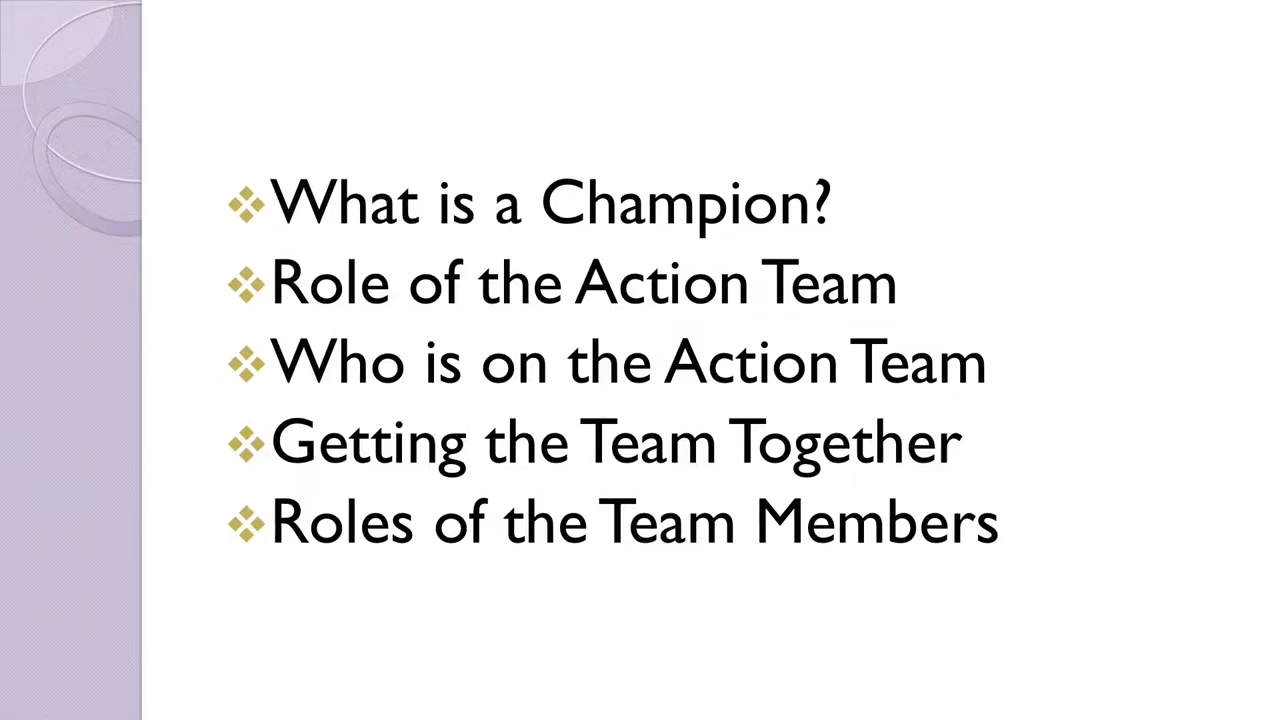 What is a Champion?
Role of the Action Team
Who is on the Action Team
Getting the Team Together
Roles of the Team Members